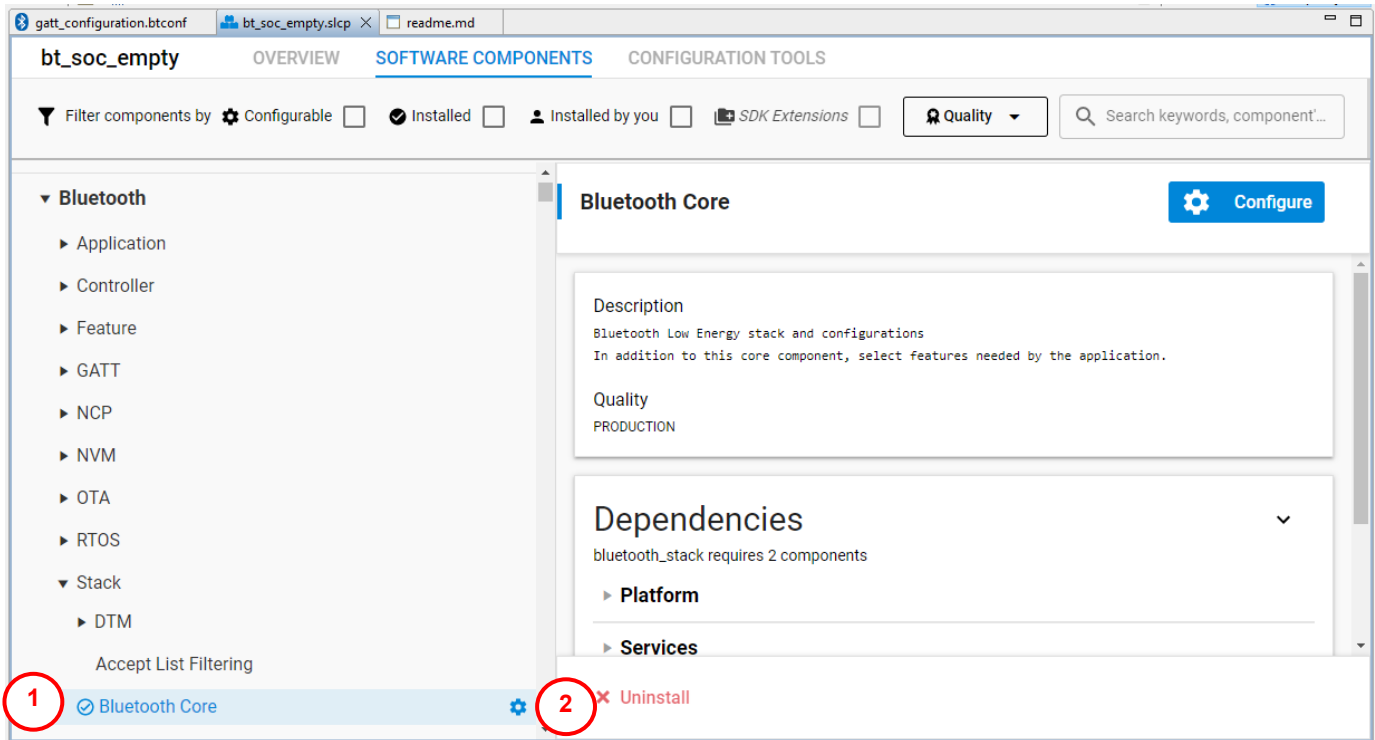 gatt_configuration.btconf bt_soc_empty.slcp readme.md
bt_soc_empty OVERVIEW SOFTWARE COMPONENTS CONFIGURATION TOOLS
Filter components by Configurable Installed Installed by you SDK Extensions Quality Search keywords, component'...
Bluetooth
Application
Controller
Feature
GATT
NCP
NVM
OTA
RTOS
Stack
DTM
Accept List Filtering
1 Bluetooth Core
Bluetooth Core Configure
Description
Bluetooth Low Energy stack and configurations
In addition to this core component, select features needed by the application.
Quality
PRODUCTION
Dependencies
bluetooth_stack requires 2 components
Platform
Services
2 Uninstall